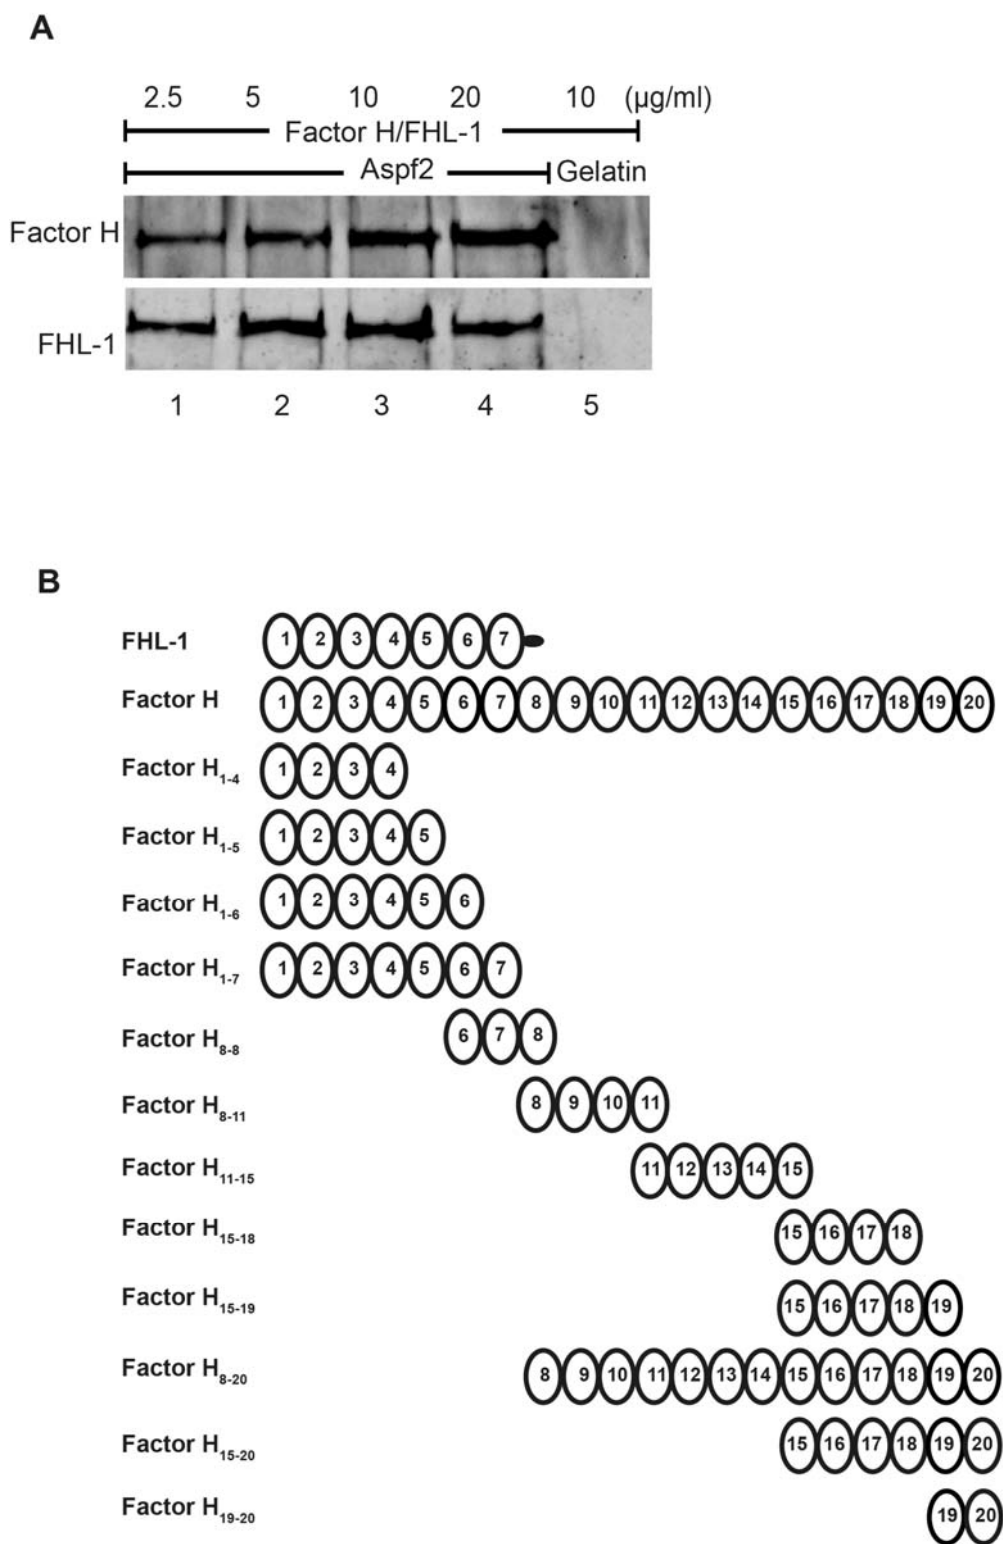 A
2.5 5 10 20 10 (µg/ml)
Factor H/FHL-1
Aspf2 Gelatin
Factor H
FHL-1
1 2 3 4 5
B
FHL-1 1 2 3 4 5 6 7
Factor H 1 2 3 4 5 6 7 8 9 10 11 12 13 14 15 16 17 18 19 20
Factor H1-4 1 2 3 4
Factor H1-5 1 2 3 4 5
Factor H1-6 1 2 3 4 5 6
Factor H1-7 1 2 3 4 5 6 7
Factor H8-8 6 7 8
Factor H8-11 8 9 10 11
Factor H11-15 11 12 13 14 15
Factor H15-18 15 16 17 18
Factor H15-19 15 16 17 18 19
Factor H8-20 8 9 10 11 12 13 14 15 16 17 18 19 20
Factor H15-20 15 16 17 18 19 20
Factor H19-20 19 20